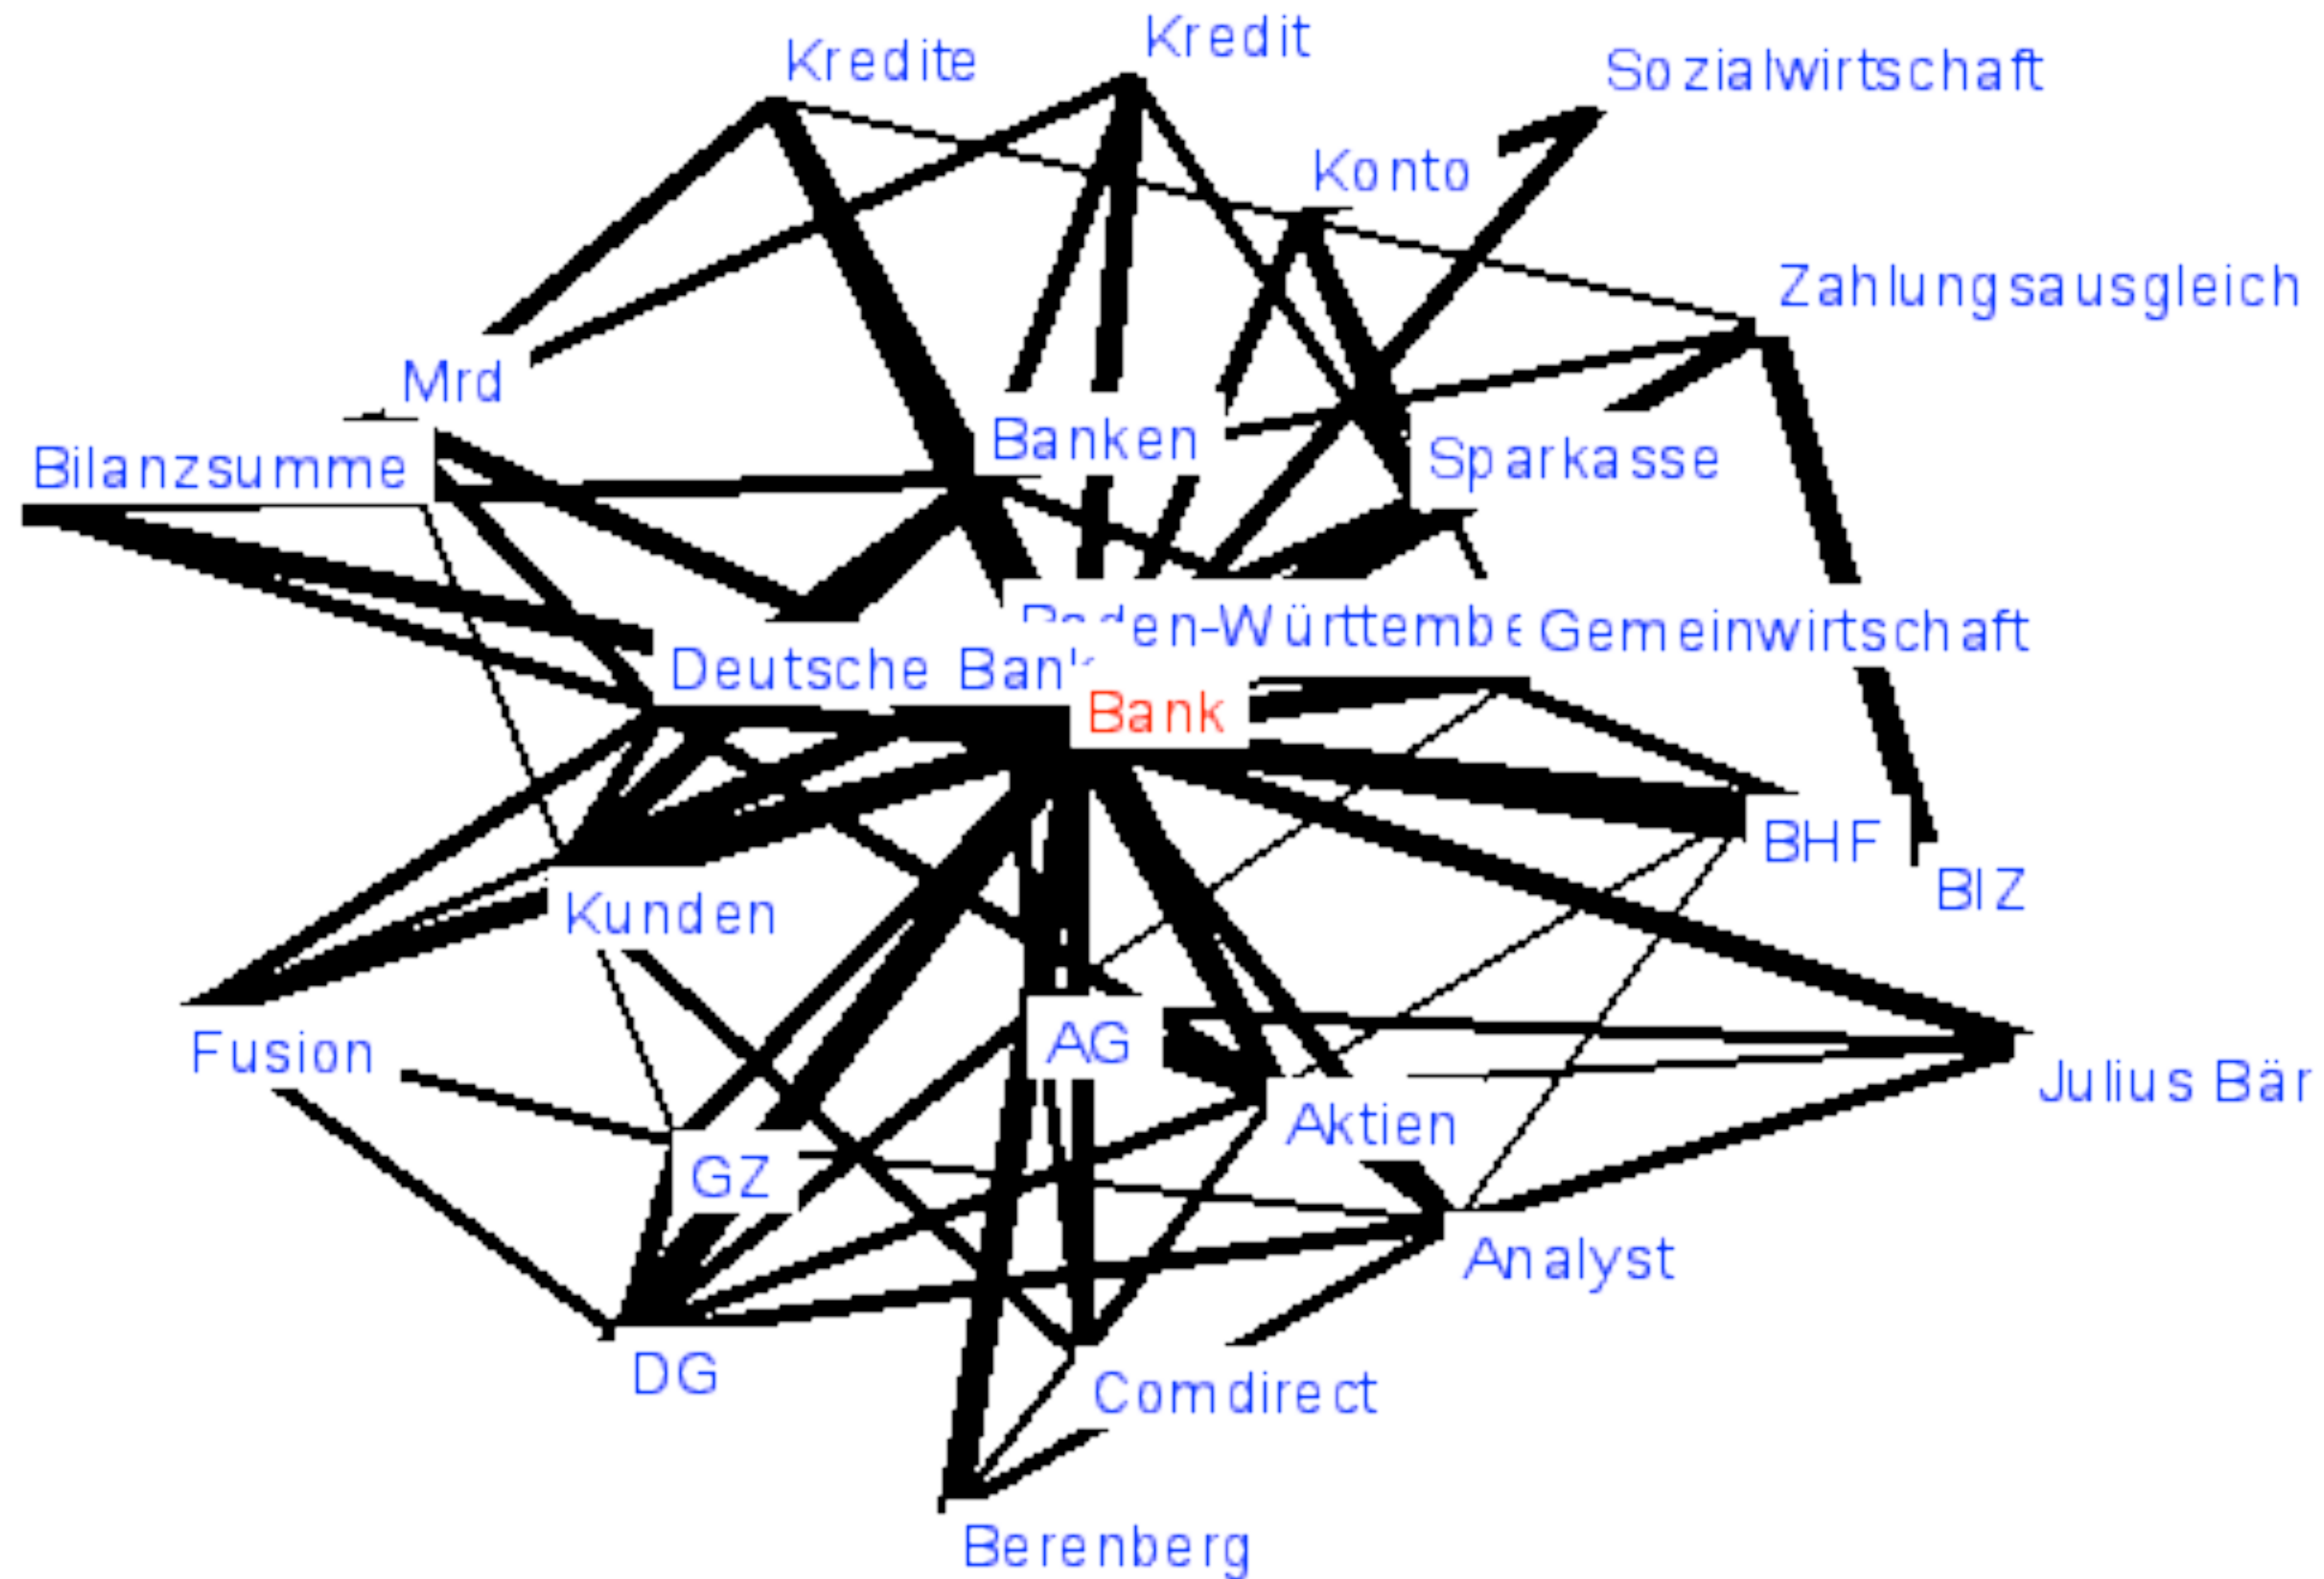 Kredit
Kredite
Sozialwirtschaft
Konto
Zahlungsausgleich
Mrd
Banken
Sparkasse
Bilanzsumme
Gemeinwirtschaft
Deutsche Bank
Bank
BHF
BIZ
Kunden
AG
Fusion
Julius Bär
Aktien
GZ
Analyst
DG
Comdirect
Berenberg